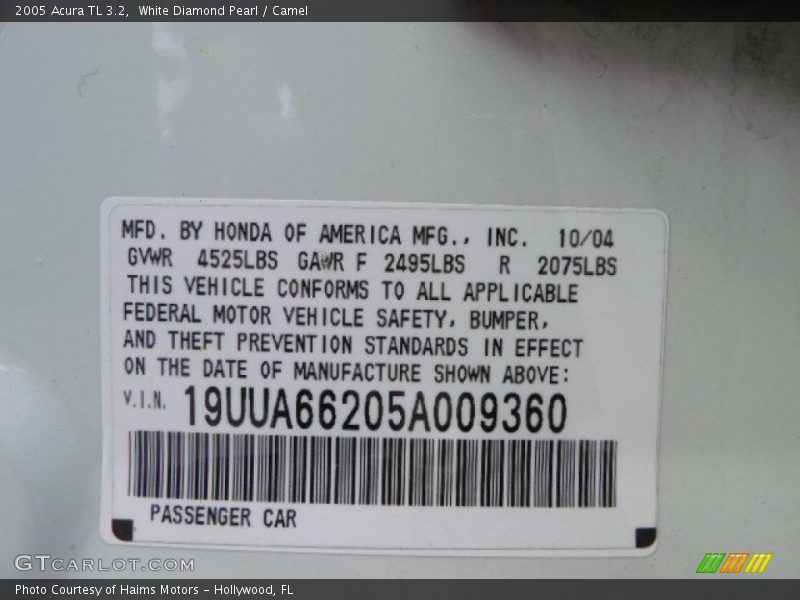 2005 Acura TL 3.2,  White Diamond Pearl / Camel
MFD. BY HONDA OF AMERICA MFG., INC. 10/04
GVWR 4525LBS GAWR F 2495LBS R 2075LBS
THIS VEHICLE CONFORMS TO ALL APPLICABLE
FEDERAL MOTOR VEHICLE SAFETY, BUMPER,
AND THEFT PREVENTION STANDARDS IN EFFECT
ON THE DATE OF MANUFACTURE SHOWN ABOVE:
V.I.N. 19UUA66205A009360
PASSENGER CAR
GTCARLOT.COM
Photo Courtesy of Haims Motors – Hollywood, FL